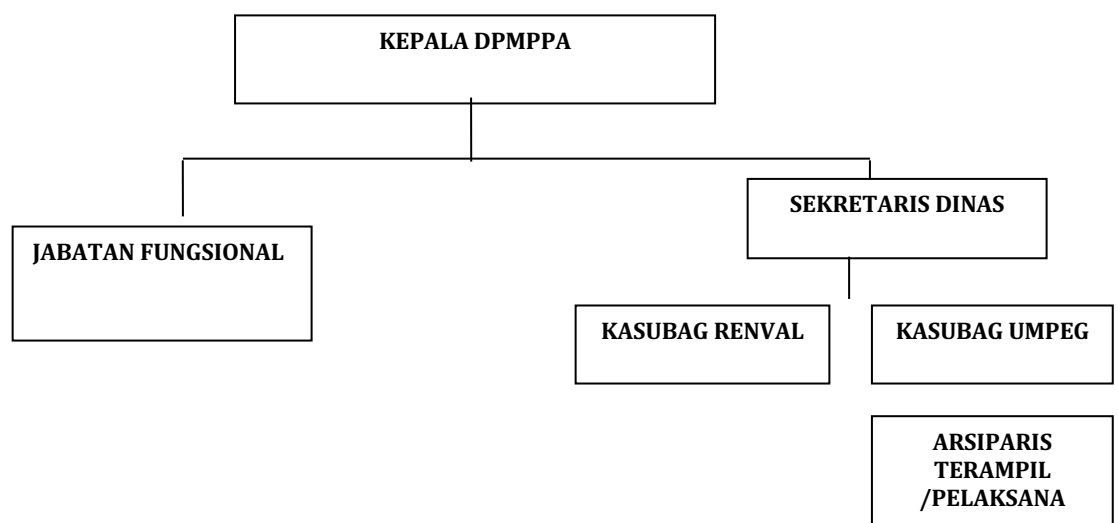 KEPALA DPMPPA
SEKRETARIS DINAS
JABATAN FUNGSIONAL
KASUBAG RENVAL
KASUBAG UMPEG
ARSIPARIS
TERAMPIL
/PELAKSANA